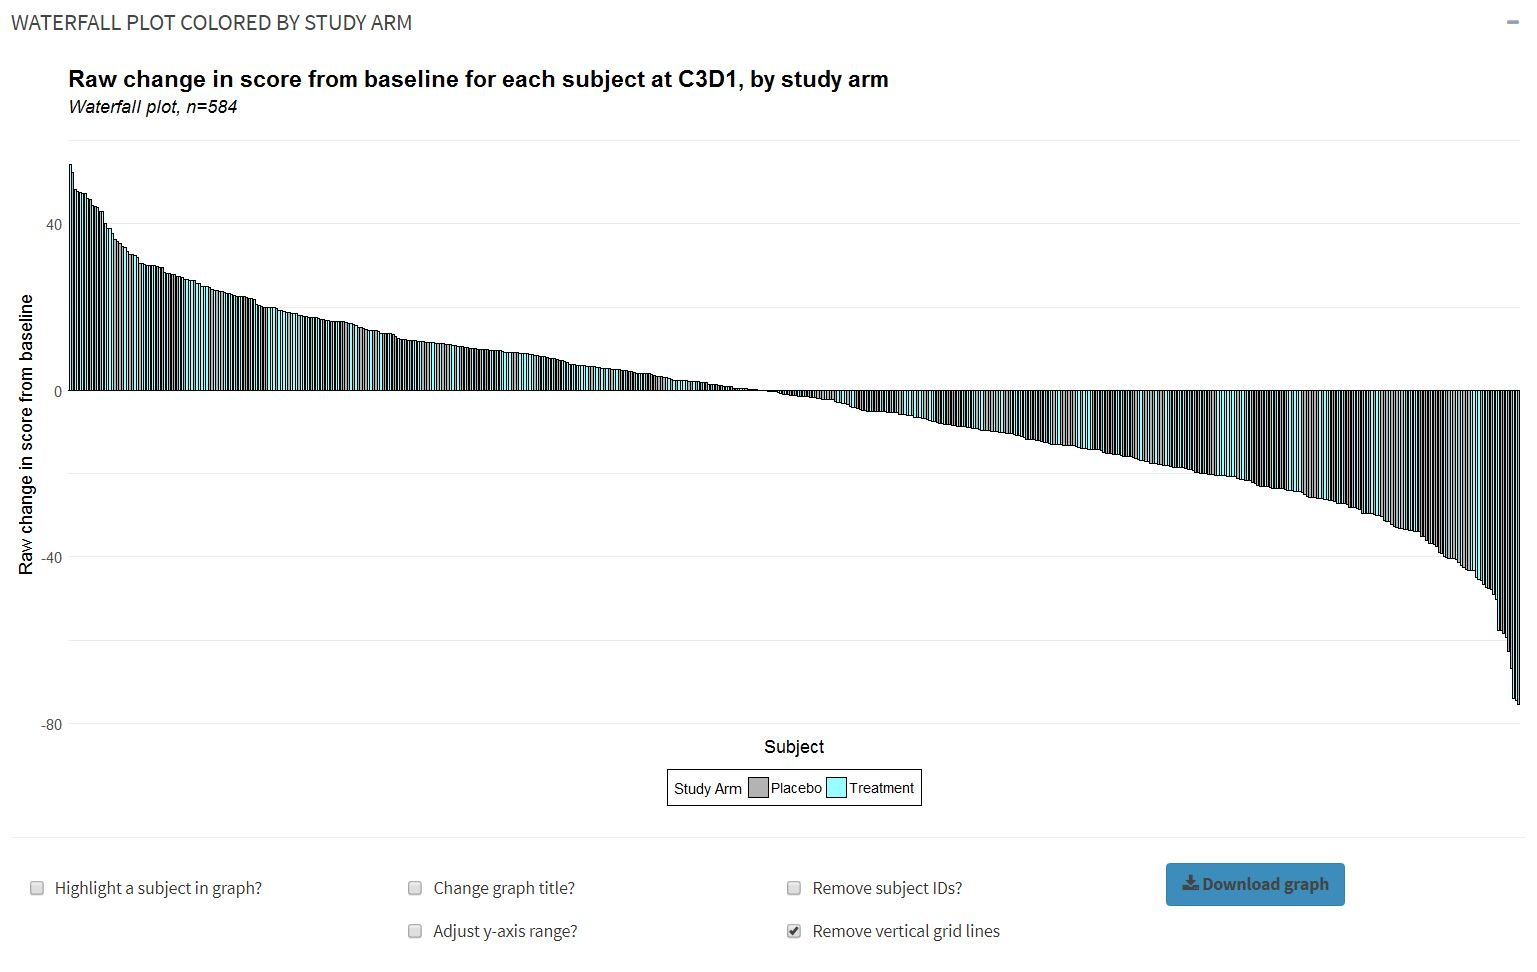 WATERFALL PLOT COLORED BY STUDY ARM
Raw change in score from baseline for each subject at C3D1, by study arm
Waterfall plot, n=584
Raw change in score from baseline
40
0
-40
-80
Subject
Study Arm Placebo Treatment
Highlight a subject in graph? Change graph title? Remove subject IDs? Download graph
Adjust y-axis range? Remove vertical grid lines